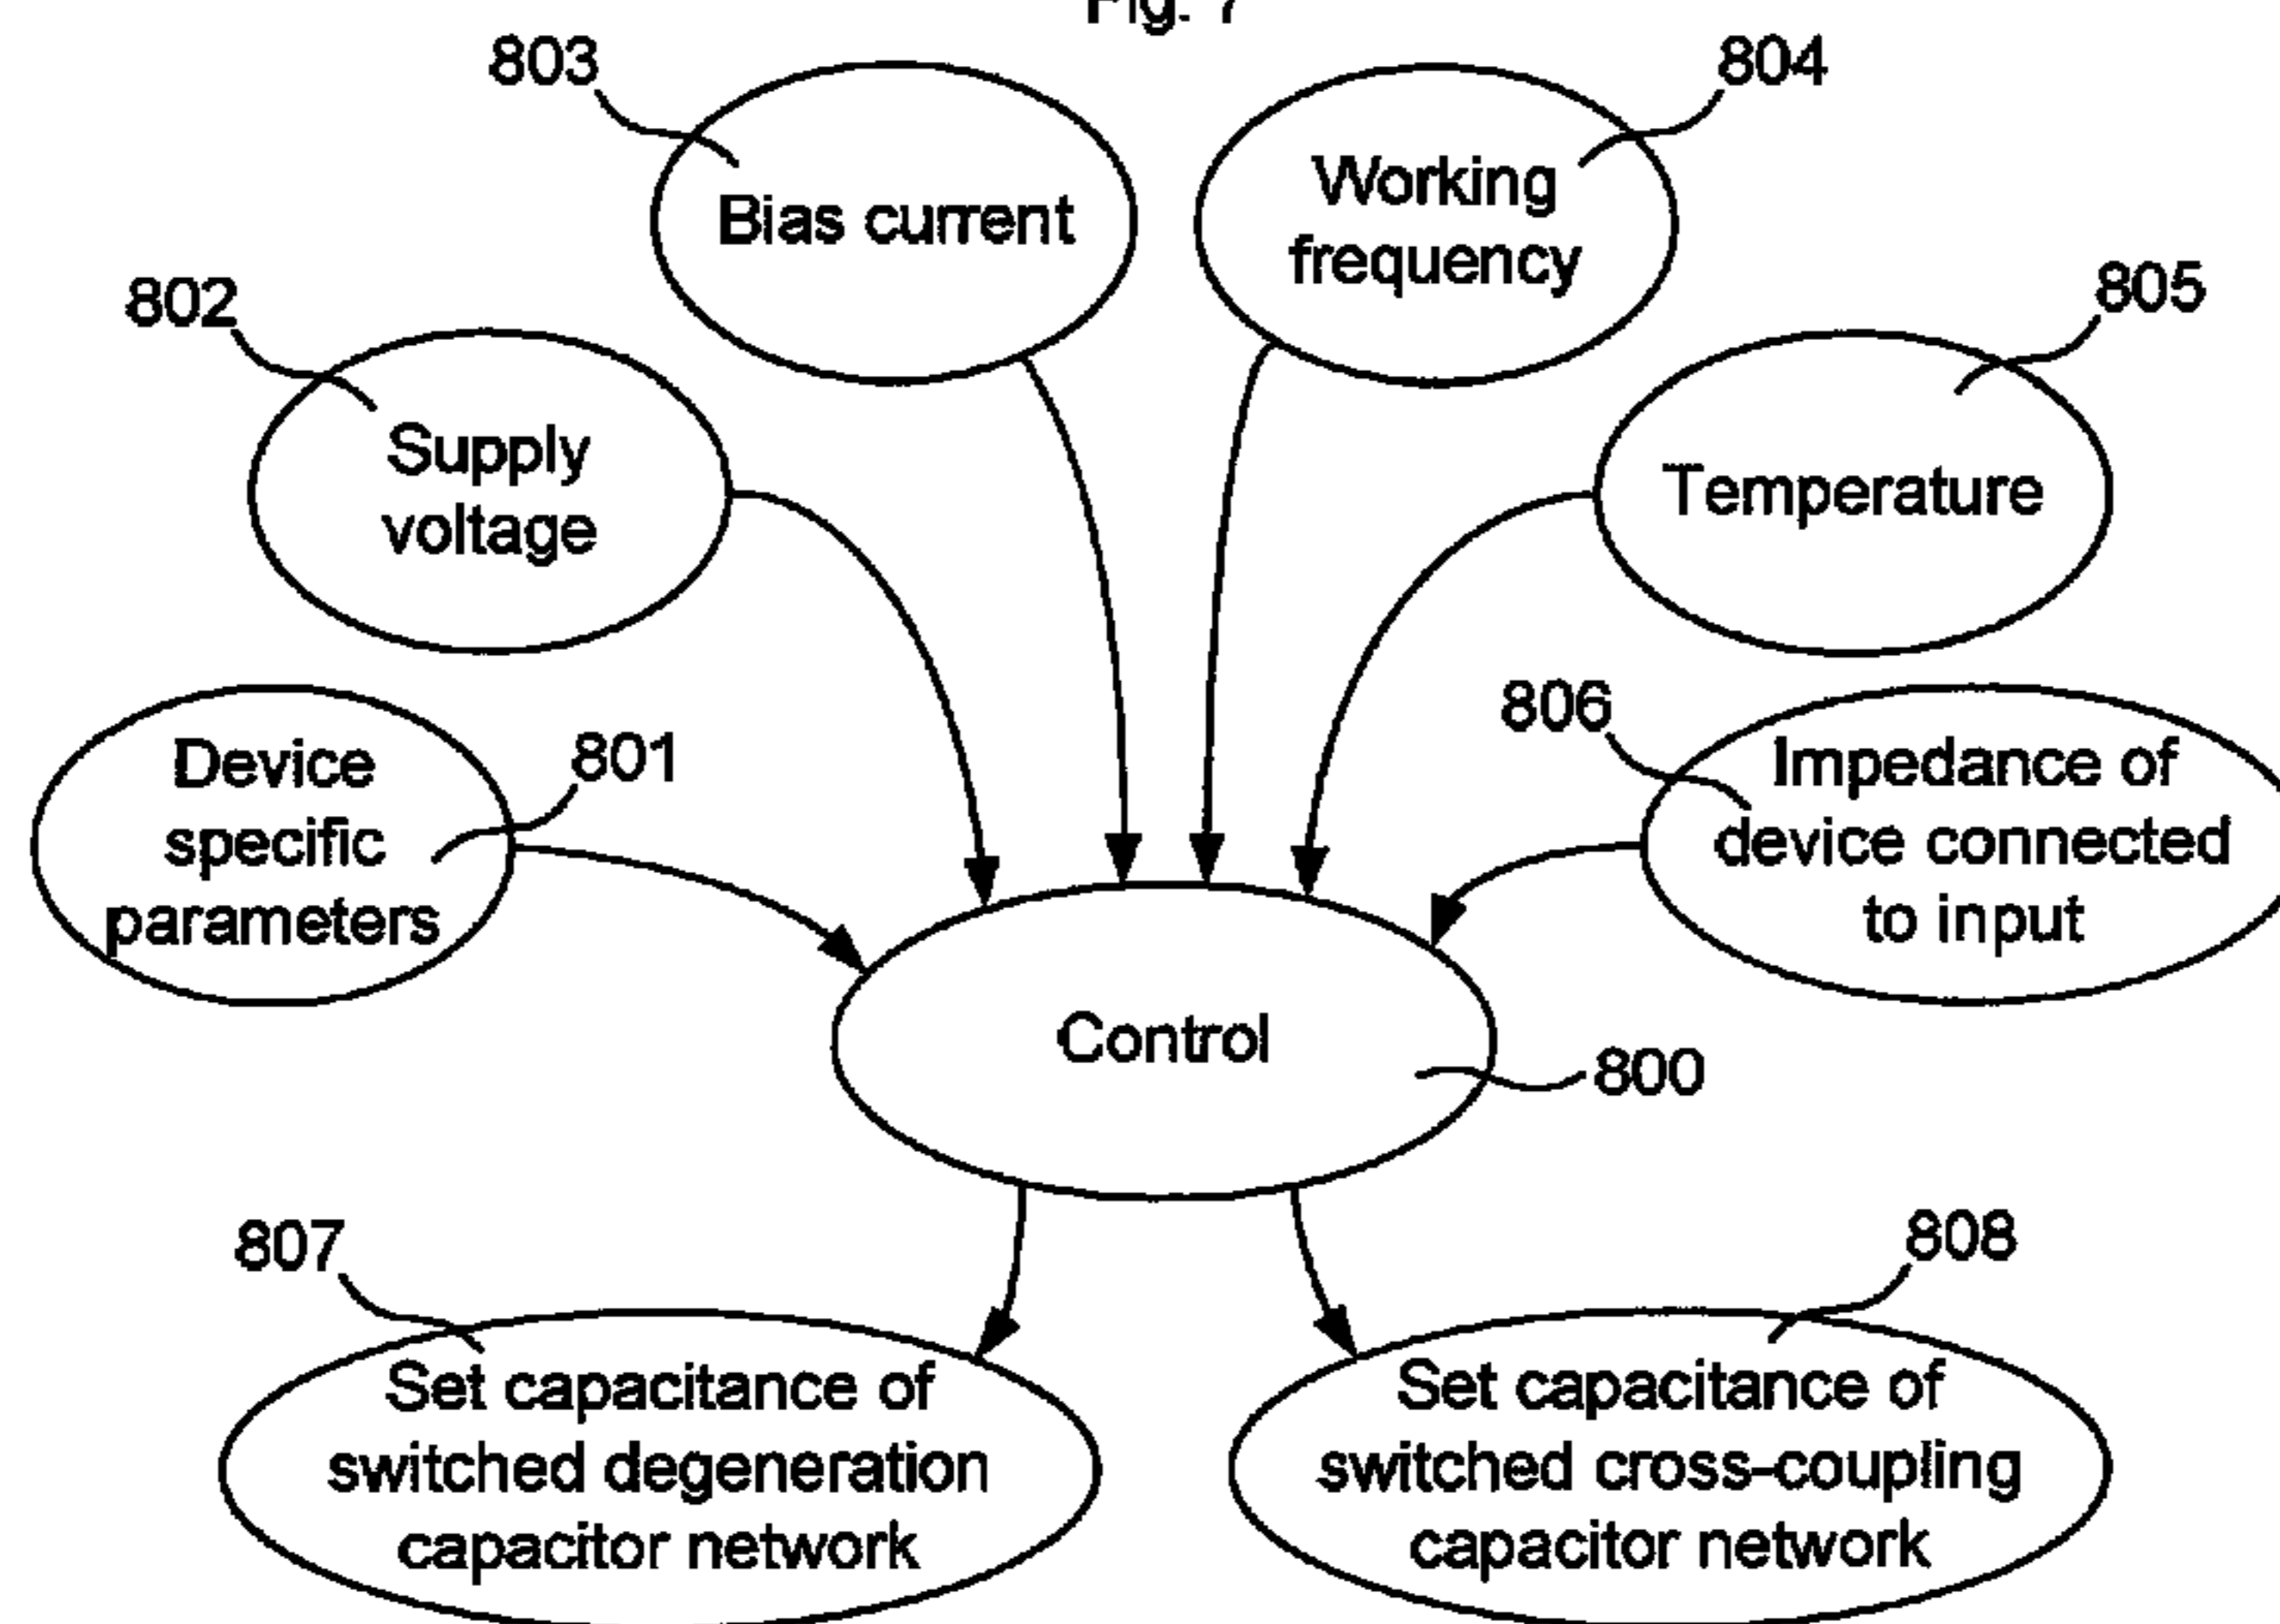 Fig. 7
803
804
Bias current
Working
frequency
802
805
Supply
voltage
Temperature
801
806
Device
specific
parameters
Impedance of
device connected
to input
Control
800
807
808
Set capacitance of
switched degeneration
capacitor network
Set capacitance of
switched cross-coupling
capacitor network